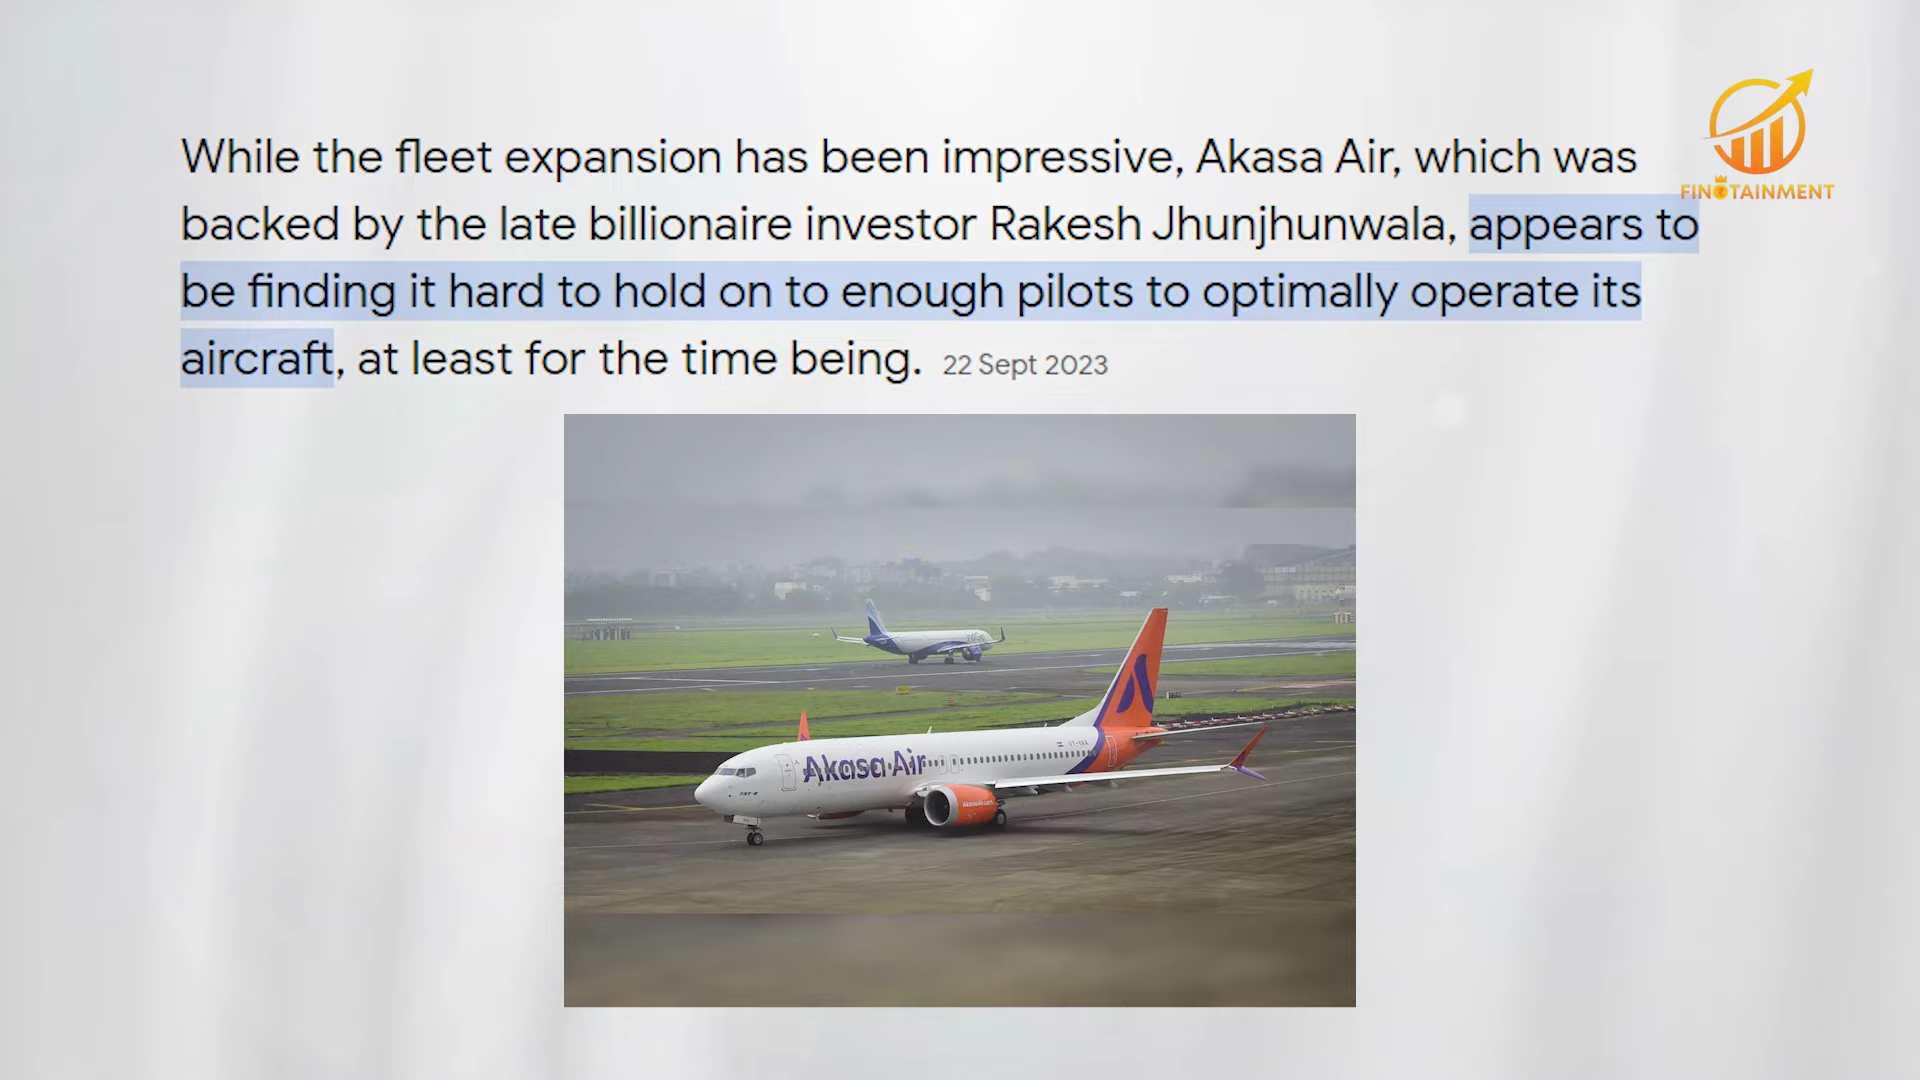 While the fleet expansion has been impressive, Akasa Air, which was
backed by the late billionaire investor Rakesh Jhunjhunwala, appears to
be finding it hard to hold on to enough pilots to optimally operate its
aircraft, at least for the time being. 22 Sept 2023
FINOTAINMENT
IndiGo
Akasa Air